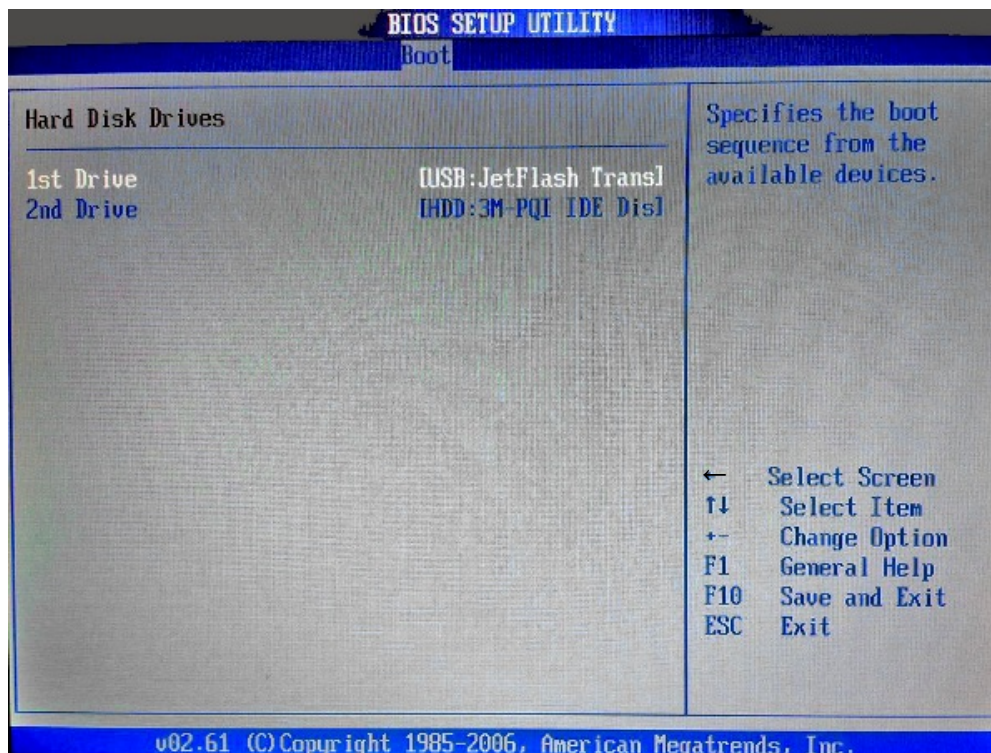 BIOS SETUP UTILITY
Boot
Hard Disk Drives
1st Drive [USB:JetFlash Trans]
2nd Drive [HDD:3M-PQI IDE Dis]
Specifies the boot
sequence from the
available devices.
← Select Screen
↑↓ Select Item
+- Change Option
F1 General Help
F10 Save and Exit
ESC Exit
v02.61 (C)Copyright 1985-2006, American Megatrends, Inc.